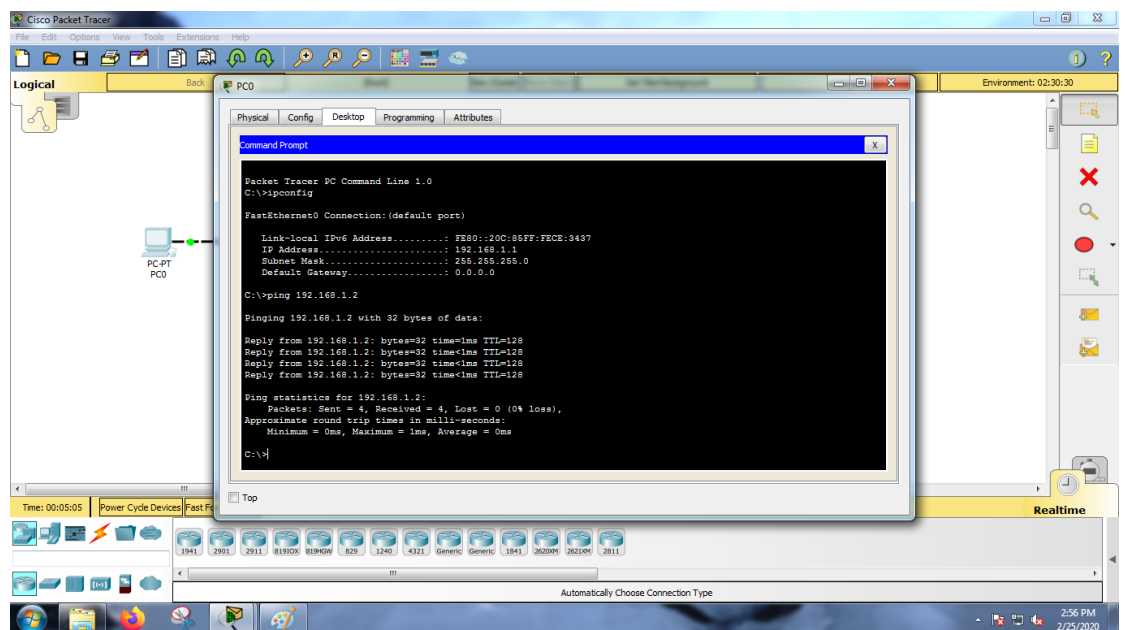 Cisco Packet Tracer
File Edit Options View Tools Extensions Help
Logical
Back
Environment: 02:30:30
PC0
Physical Config Desktop Programming Attributes
Command Prompt
X
Packet Tracer PC Command Line 1.0
C:\>ipconfig
FastEthernet0 Connection:(default port)
Link-local IPv6 Address.........: FE80::20C:85FF:FECE:3437
IP Address......................: 192.168.1.1
Subnet Mask.....................: 255.255.255.0
Default Gateway.................: 0.0.0.0
C:\>ping 192.168.1.2
Pinging 192.168.1.2 with 32 bytes of data:
Reply from 192.168.1.2: bytes=32 time=1ms TTL=128
Reply from 192.168.1.2: bytes=32 time<1ms TTL=128
Reply from 192.168.1.2: bytes=32 time<1ms TTL=128
Reply from 192.168.1.2: bytes=32 time<1ms TTL=128
Ping statistics for 192.168.1.2:
Packets: Sent = 4, Received = 4, Lost = 0 (0% loss),
Approximate round trip times in milli-seconds:
Minimum = 0ms, Maximum = 1ms, Average = 0ms
C:\>
PC-PT
PC0
Top
Time: 00:05:05
Power Cycle Devices
Fast Fo
Realtime
1941 2901 2911 819IOX 819HGW 829 1240 4321 Generic Generic 1841 2620XM 2621XM 2811
Automatically Choose Connection Type
2:56 PM
2/25/2020